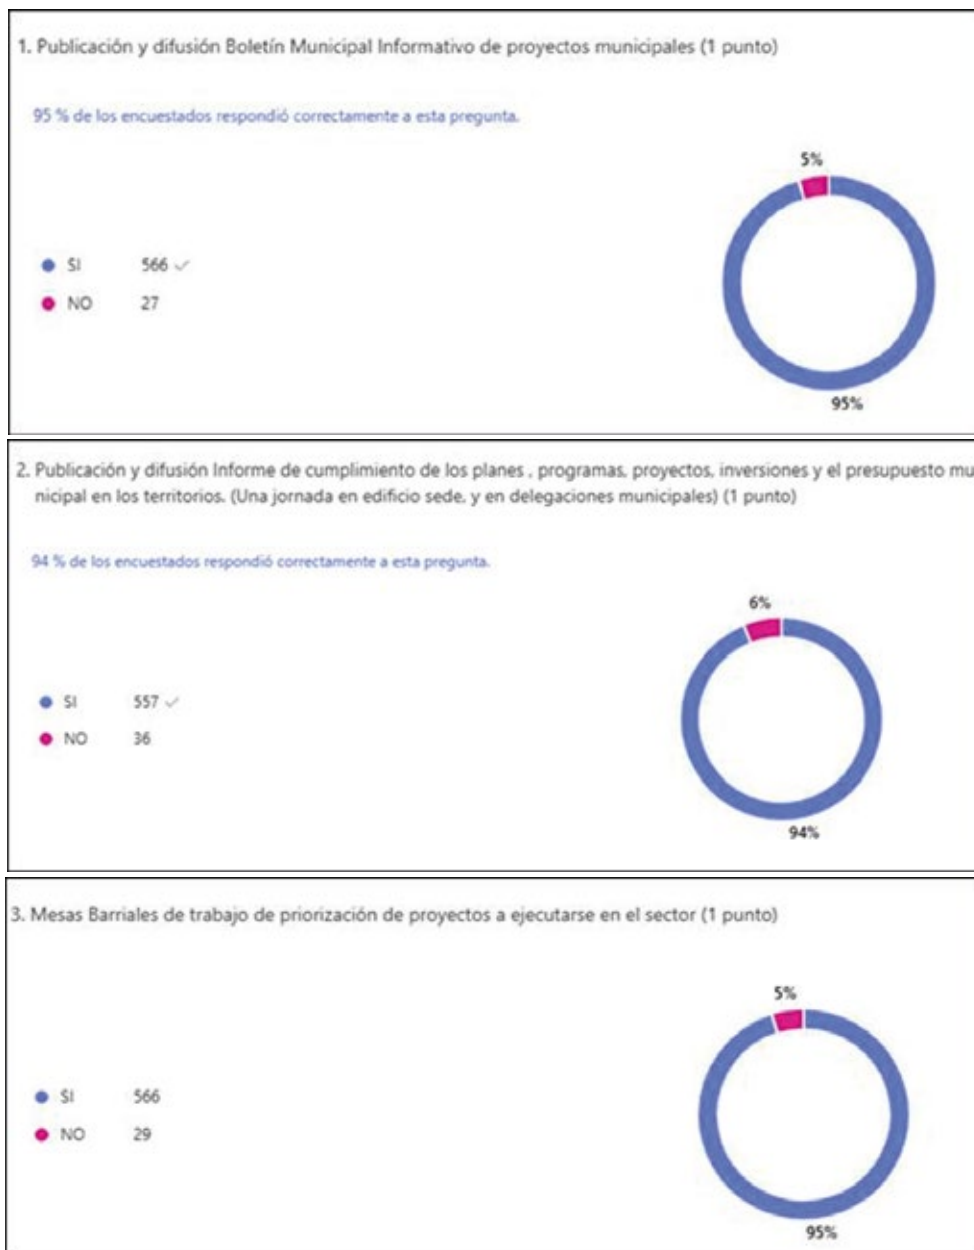 1. Publicación y difusión Boletín Municipal Informativo de proyectos municipales (1 punto)
95 % de los encuestados respondió correctamente a esta pregunta.
5%
SI 566 ✓
NO 27
95%
2. Publicación y difusión Informe de cumplimiento de los planes , programas, proyectos, inversiones y el presupuesto mu
nicipal en los territorios. (Una jornada en edificio sede, y en delegaciones municipales) (1 punto)
94 % de los encuestados respondió correctamente a esta pregunta.
6%
SI 557 ✓
NO 36
94%
3. Mesas Barriales de trabajo de priorización de proyectos a ejecutarse en el sector (1 punto)
5%
SI 566
NO 29
95%